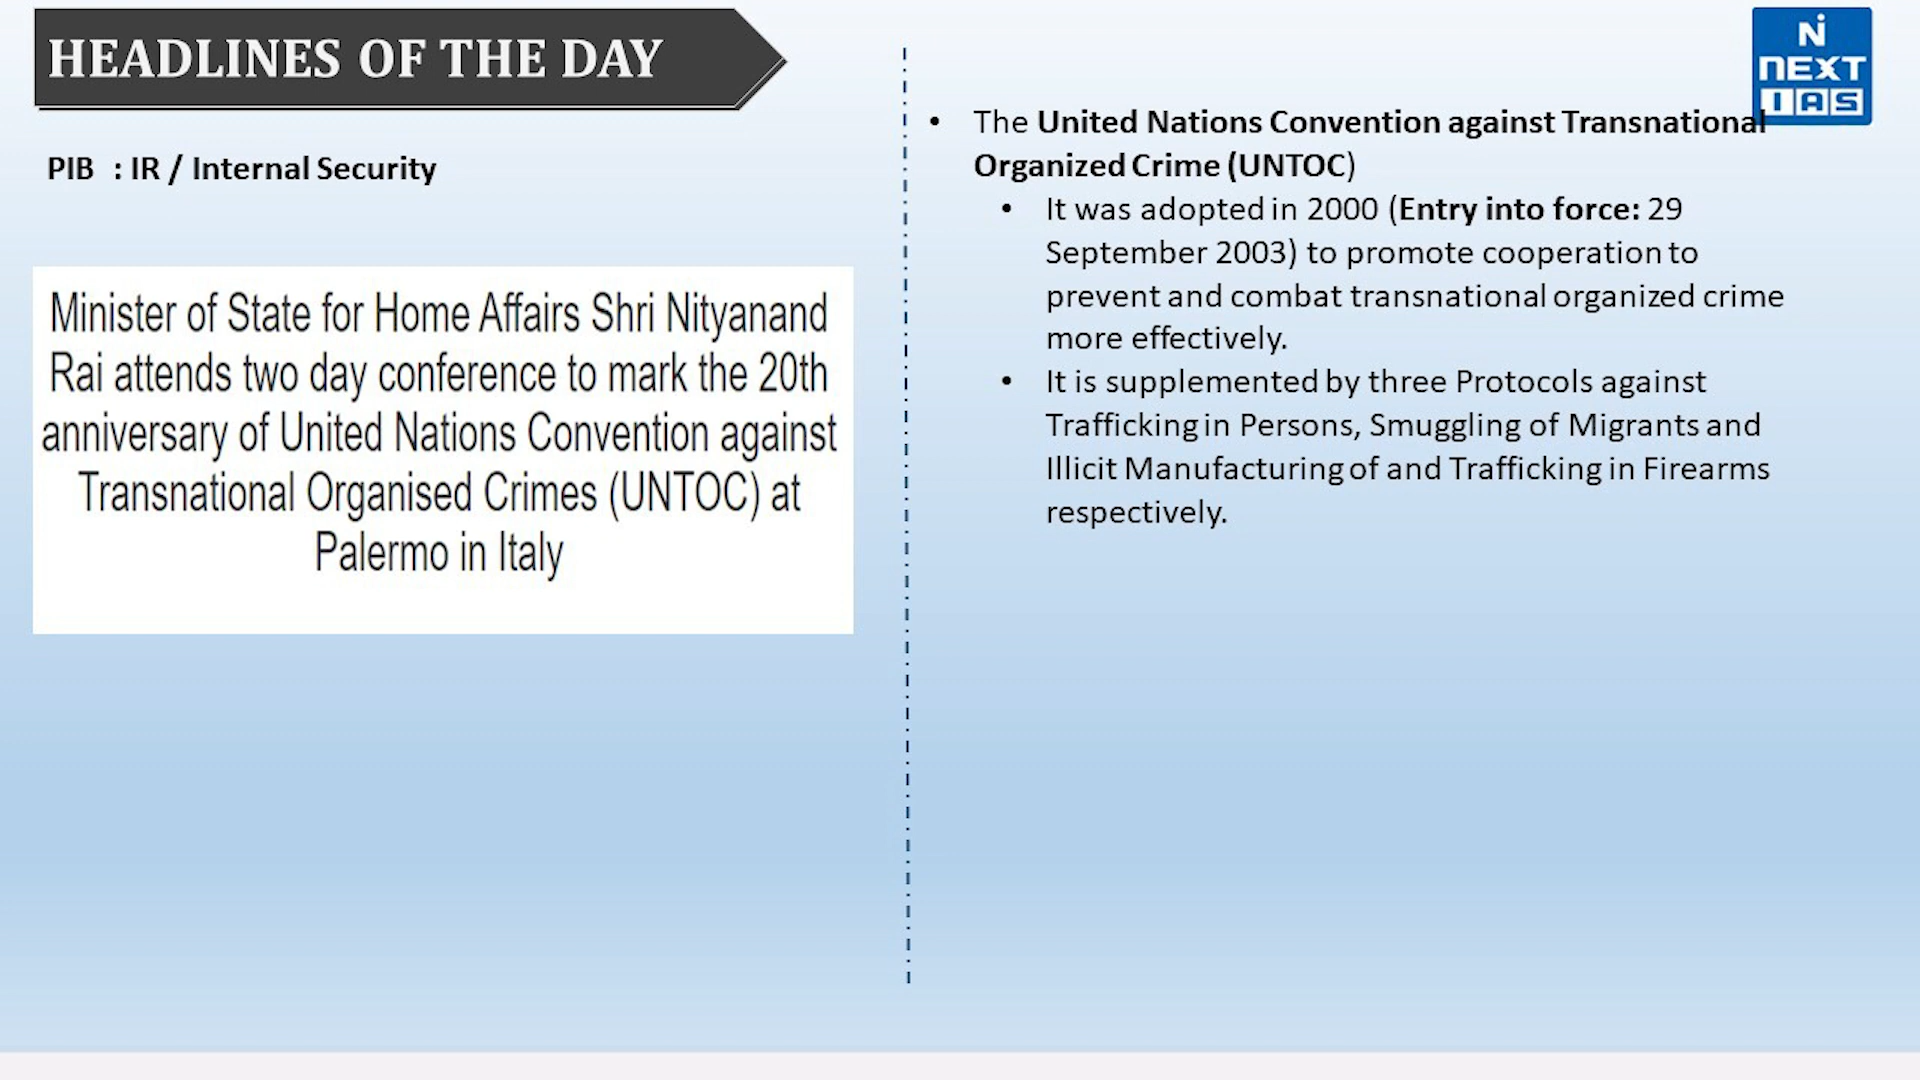 HEADLINES OF THE DAY
PIB : IR / Internal Security
Minister of State for Home Affairs Shri Nityanand
Rai attends two day conference to mark the 20th
anniversary of United Nations Convention against
Transnational Organised Crimes (UNTOC) at
Palermo in Italy
Ni
NEXT
IAS
• The United Nations Convention against Transnational
Organized Crime (UNTOC)
• It was adopted in 2000 (Entry into force: 29
September 2003) to promote cooperation to
prevent and combat transnational organized crime
more effectively.
• It is supplemented by three Protocols against
Trafficking in Persons, Smuggling of Migrants and
Illicit Manufacturing of and Trafficking in Firearms
respectively.